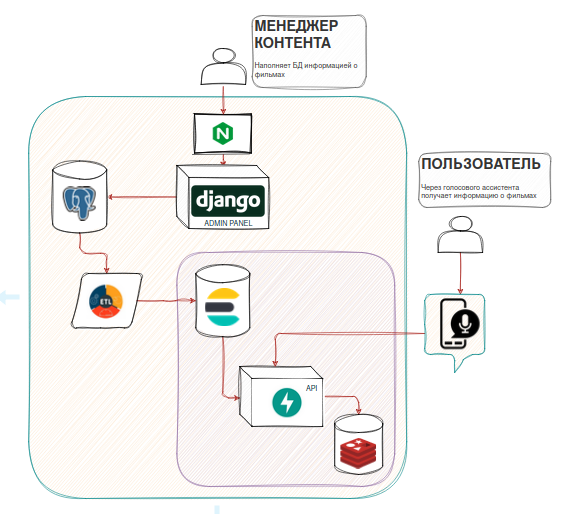 МЕНЕДЖЕР
КОНТЕНТА
Наполняет БД информацией о
фильмах
N
django
ADMIN PANEL
ПОЛЬЗОВАТЕЛЬ
Через голосового ассистента
получает информацию о фильмах
ETL
API